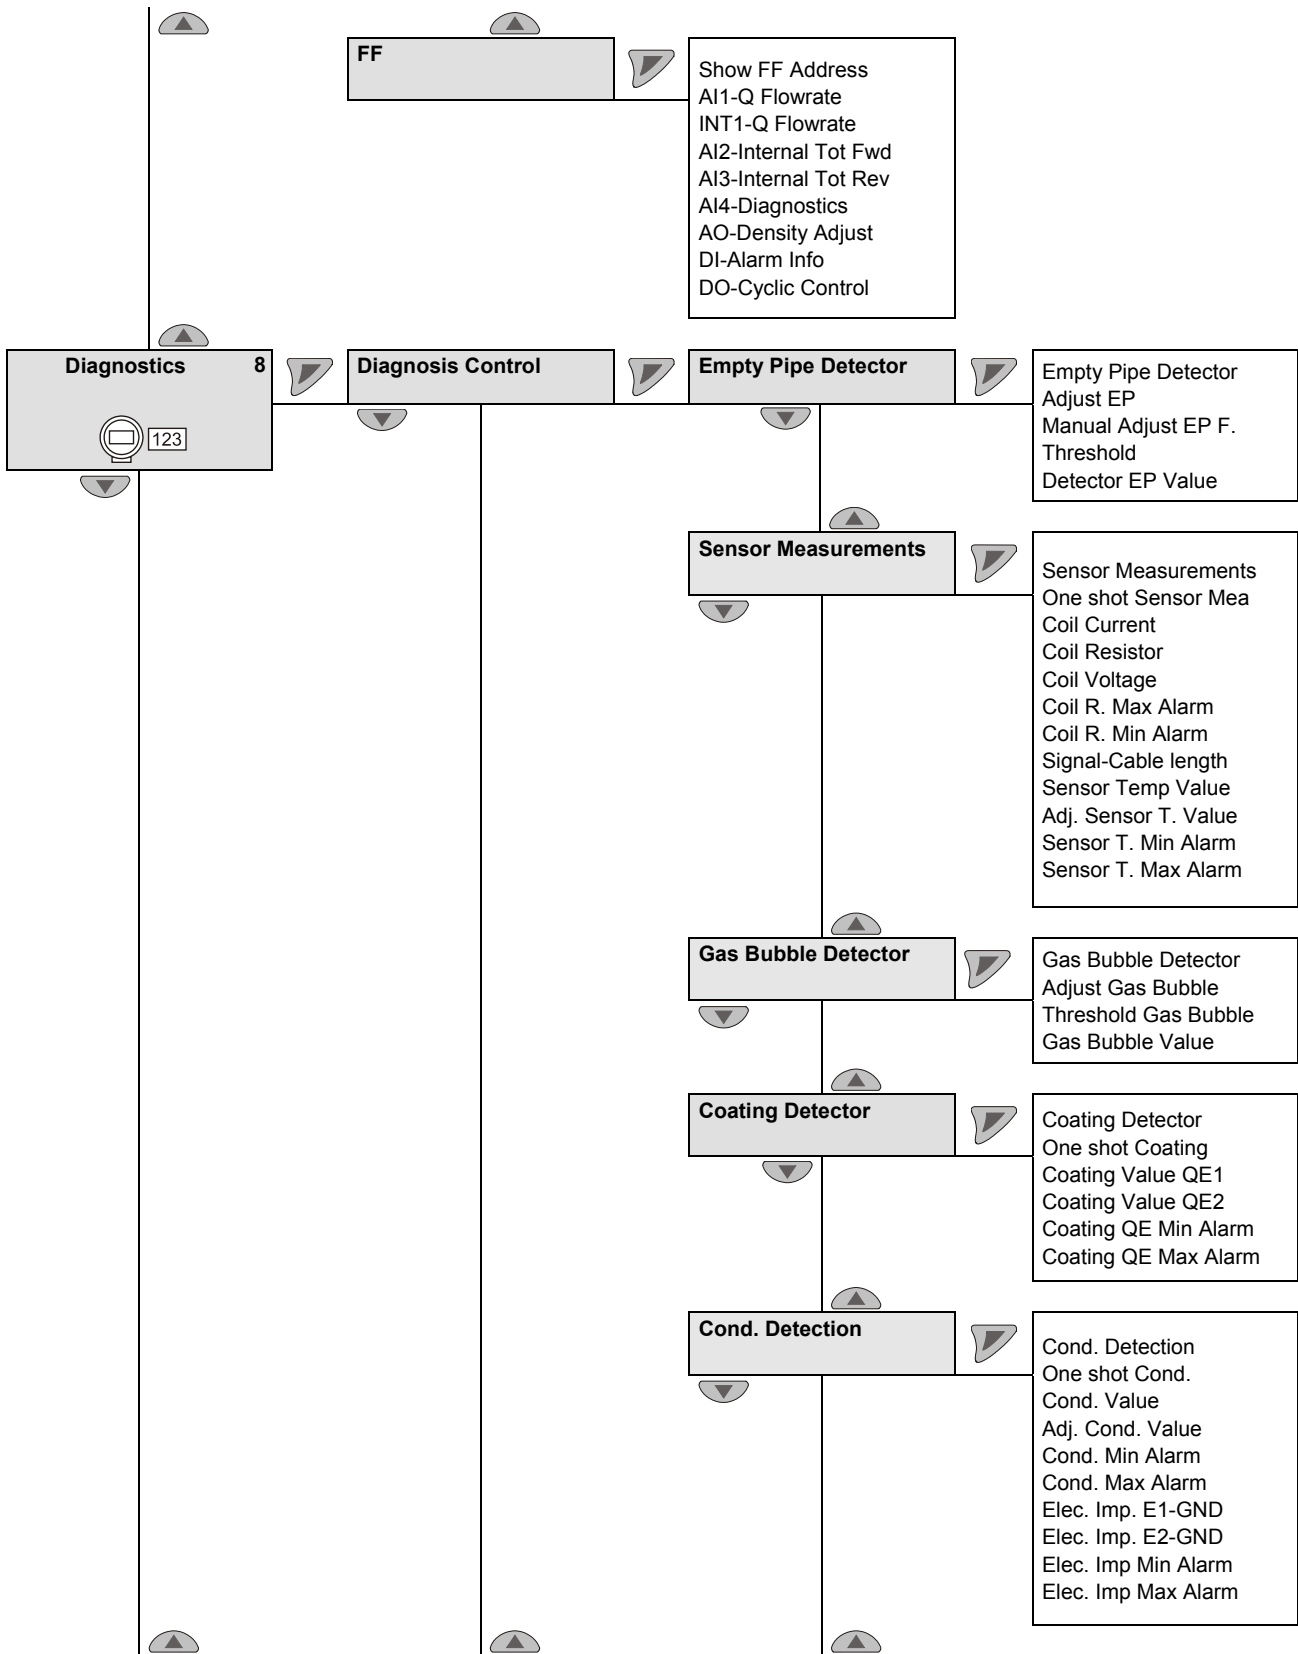 FF
Show FF Address
AI1-Q Flowrate
INT1-Q Flowrate
AI2-Internal Tot Fwd
AI3-Internal Tot Rev
AI4-Diagnostics
AO-Density Adjust
DI-Alarm Info
DO-Cyclic Control
Diagnostics 8
123
Diagnosis Control
Empty Pipe Detector
Empty Pipe Detector
Adjust EP
Manual Adjust EP F.
Threshold
Detector EP Value
Sensor Measurements
Sensor Measurements
One shot Sensor Mea
Coil Current
Coil Resistor
Coil Voltage
Coil R. Max Alarm
Coil R. Min Alarm
Signal-Cable length
Sensor Temp Value
Adj. Sensor T. Value
Sensor T. Min Alarm
Sensor T. Max Alarm
Gas Bubble Detector
Gas Bubble Detector
Adjust Gas Bubble
Threshold Gas Bubble
Gas Bubble Value
Coating Detector
Coating Detector
One shot Coating
Coating Value QE1
Coating Value QE2
Coating QE Min Alarm
Coating QE Max Alarm
Cond. Detection
Cond. Detection
One shot Cond.
Cond. Value
Adj. Cond. Value
Cond. Min Alarm
Cond. Max Alarm
Elec. Imp. E1-GND
Elec. Imp. E2-GND
Elec. Imp Min Alarm
Elec. Imp Max Alarm